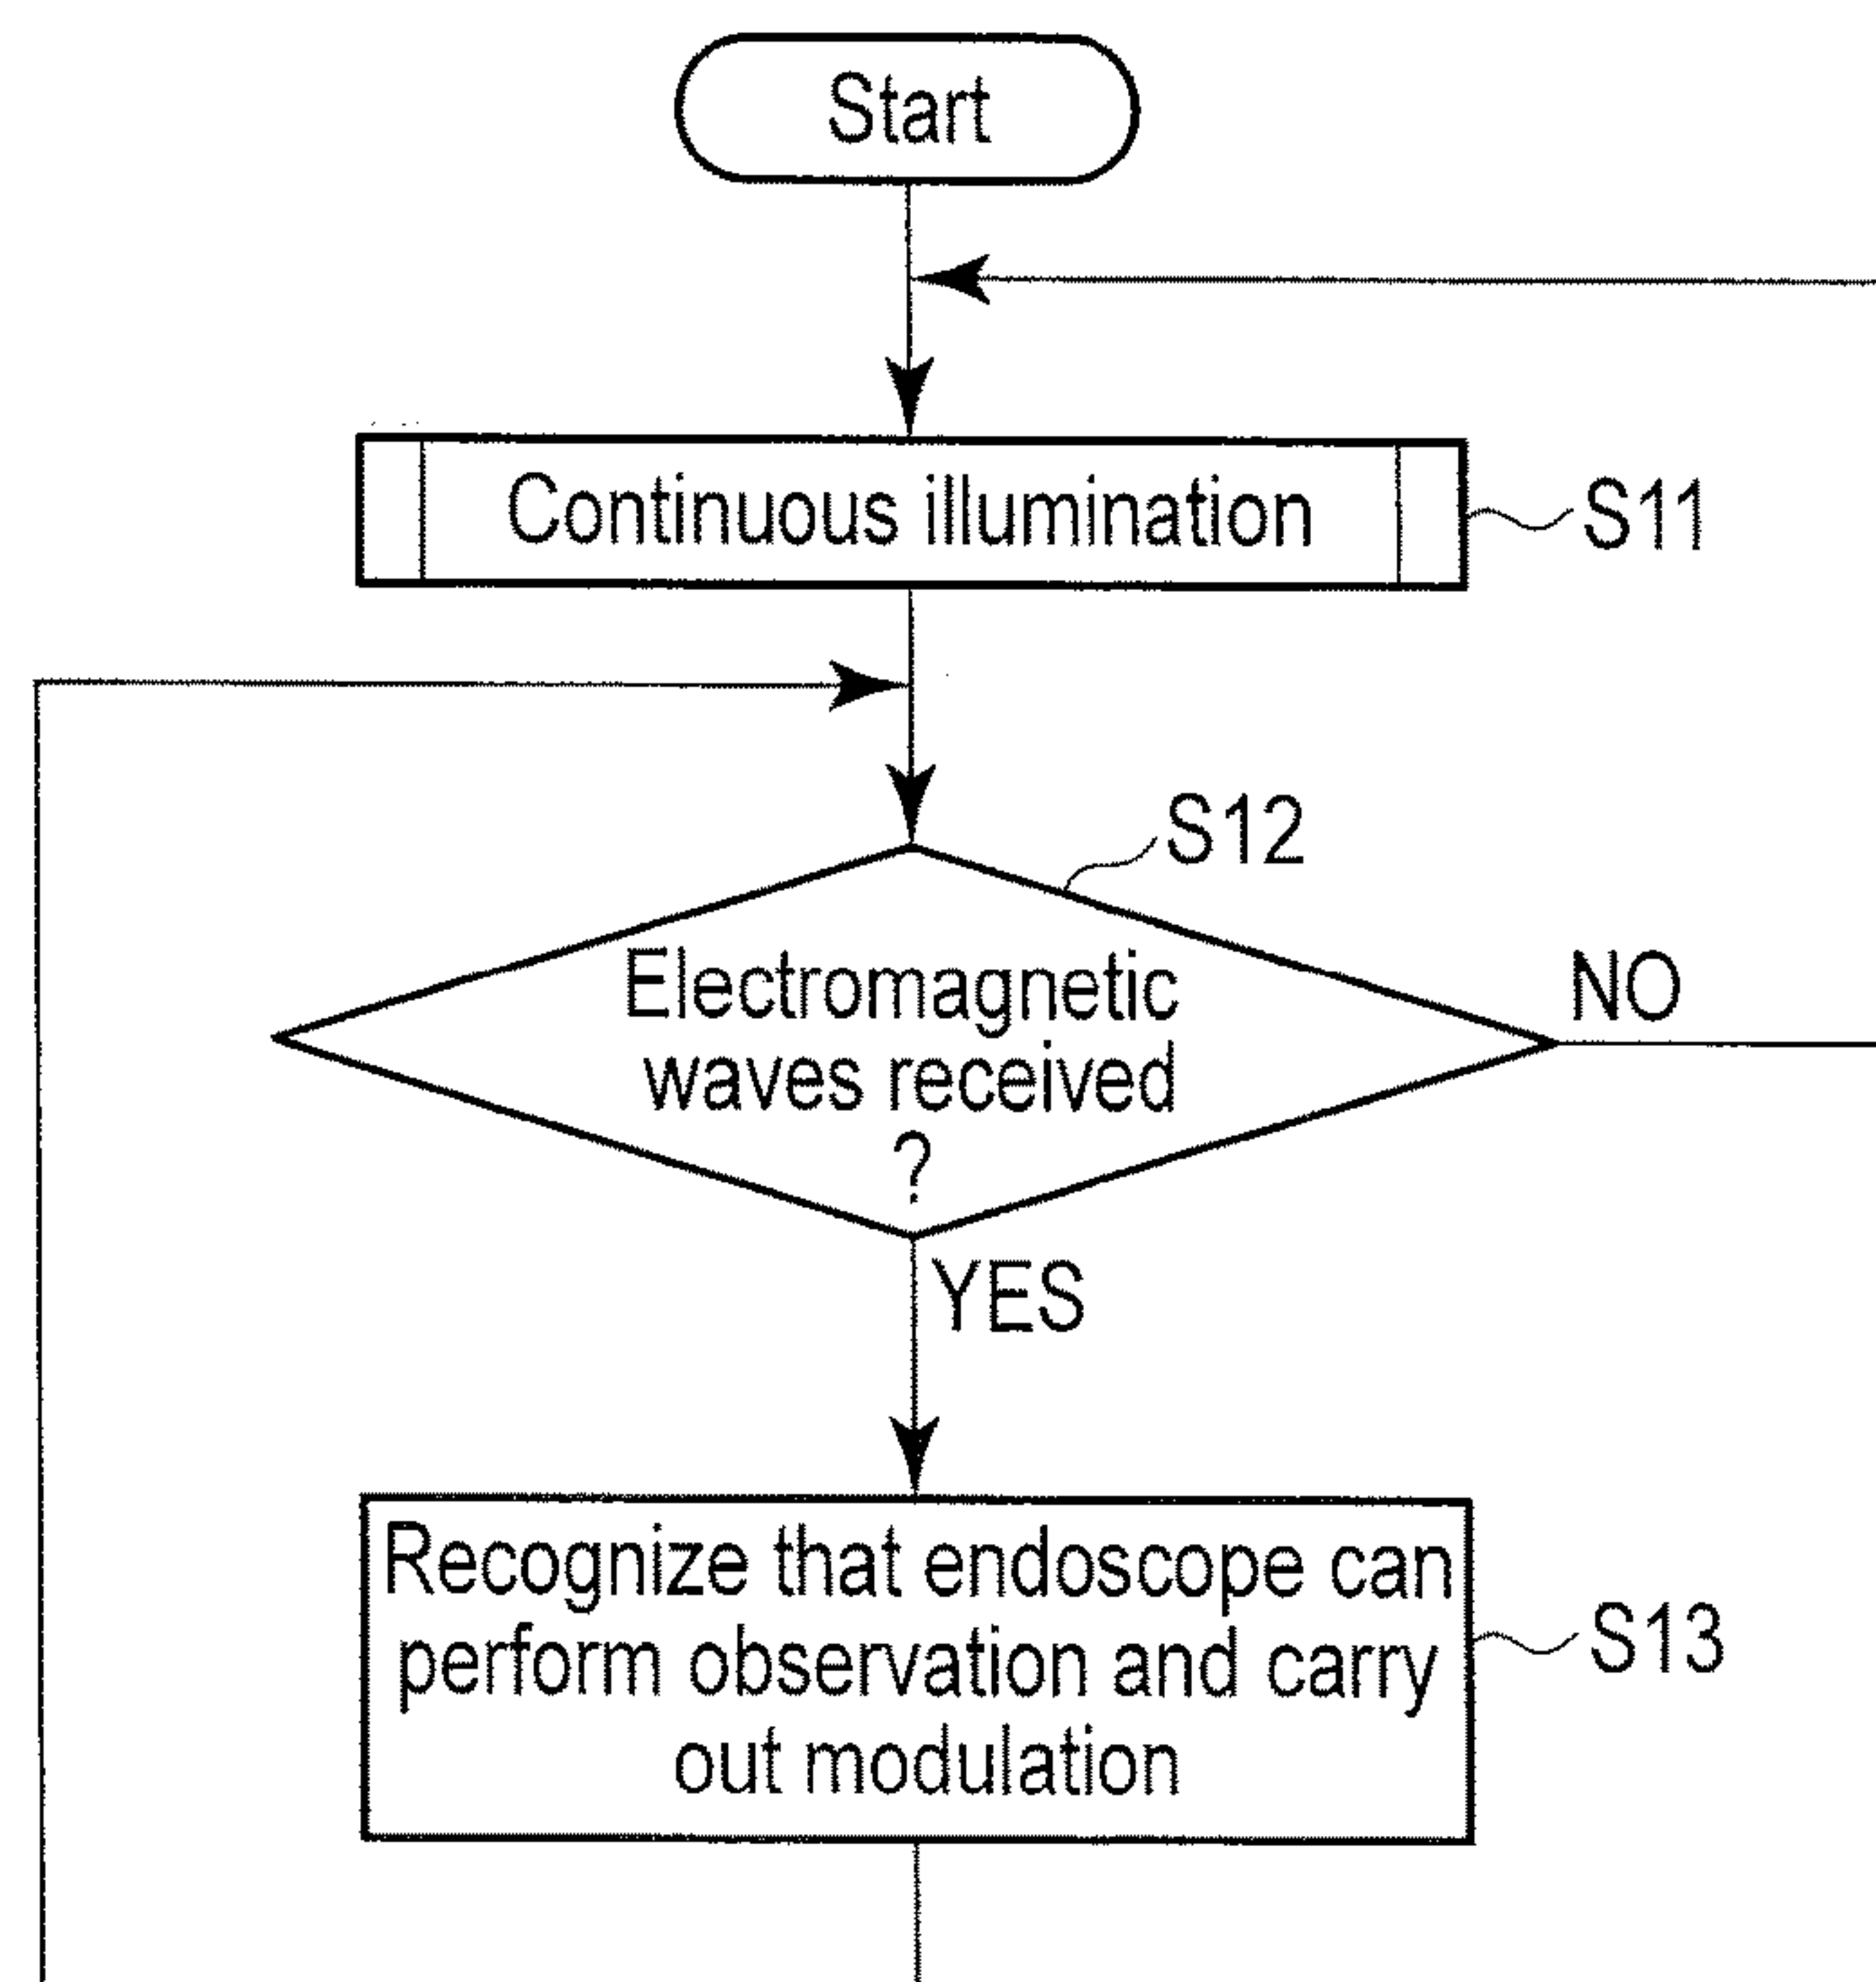 Start
Continuous illumination
S11
S12
Electromagnetic
waves received
?
NO
YES
Recognize that endoscope can
perform observation and carry
out modulation
S13